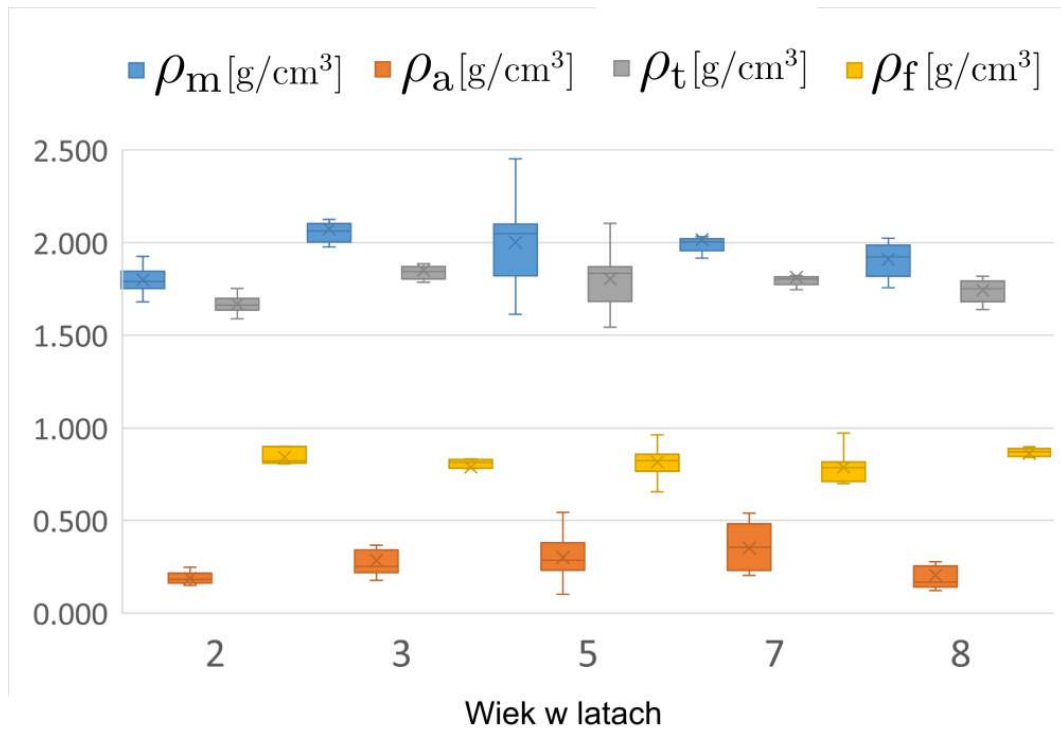 ρm [g/cm³] ρa [g/cm³] ρt [g/cm³] ρf [g/cm³]
2.500
2.000
1.500
1.000
0.500
0.000
2 3 5 7 8
Wiek w latach